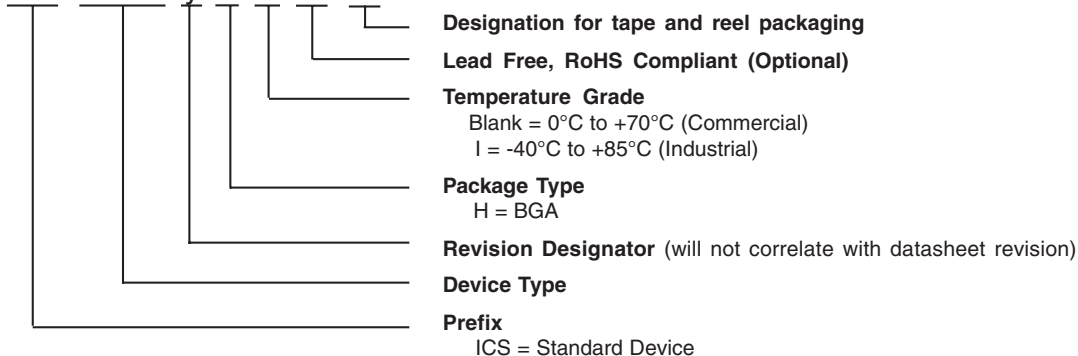 Designation for tape and reel packaging
Lead Free, RoHS Compliant (Optional)
Temperature Grade
Blank = 0°C to +70°C (Commercial)
I = -40°C to +85°C (Industrial)
Package Type
H = BGA
Revision Designator (will not correlate with datasheet revision)
Device Type
Prefix
ICS = Standard Device